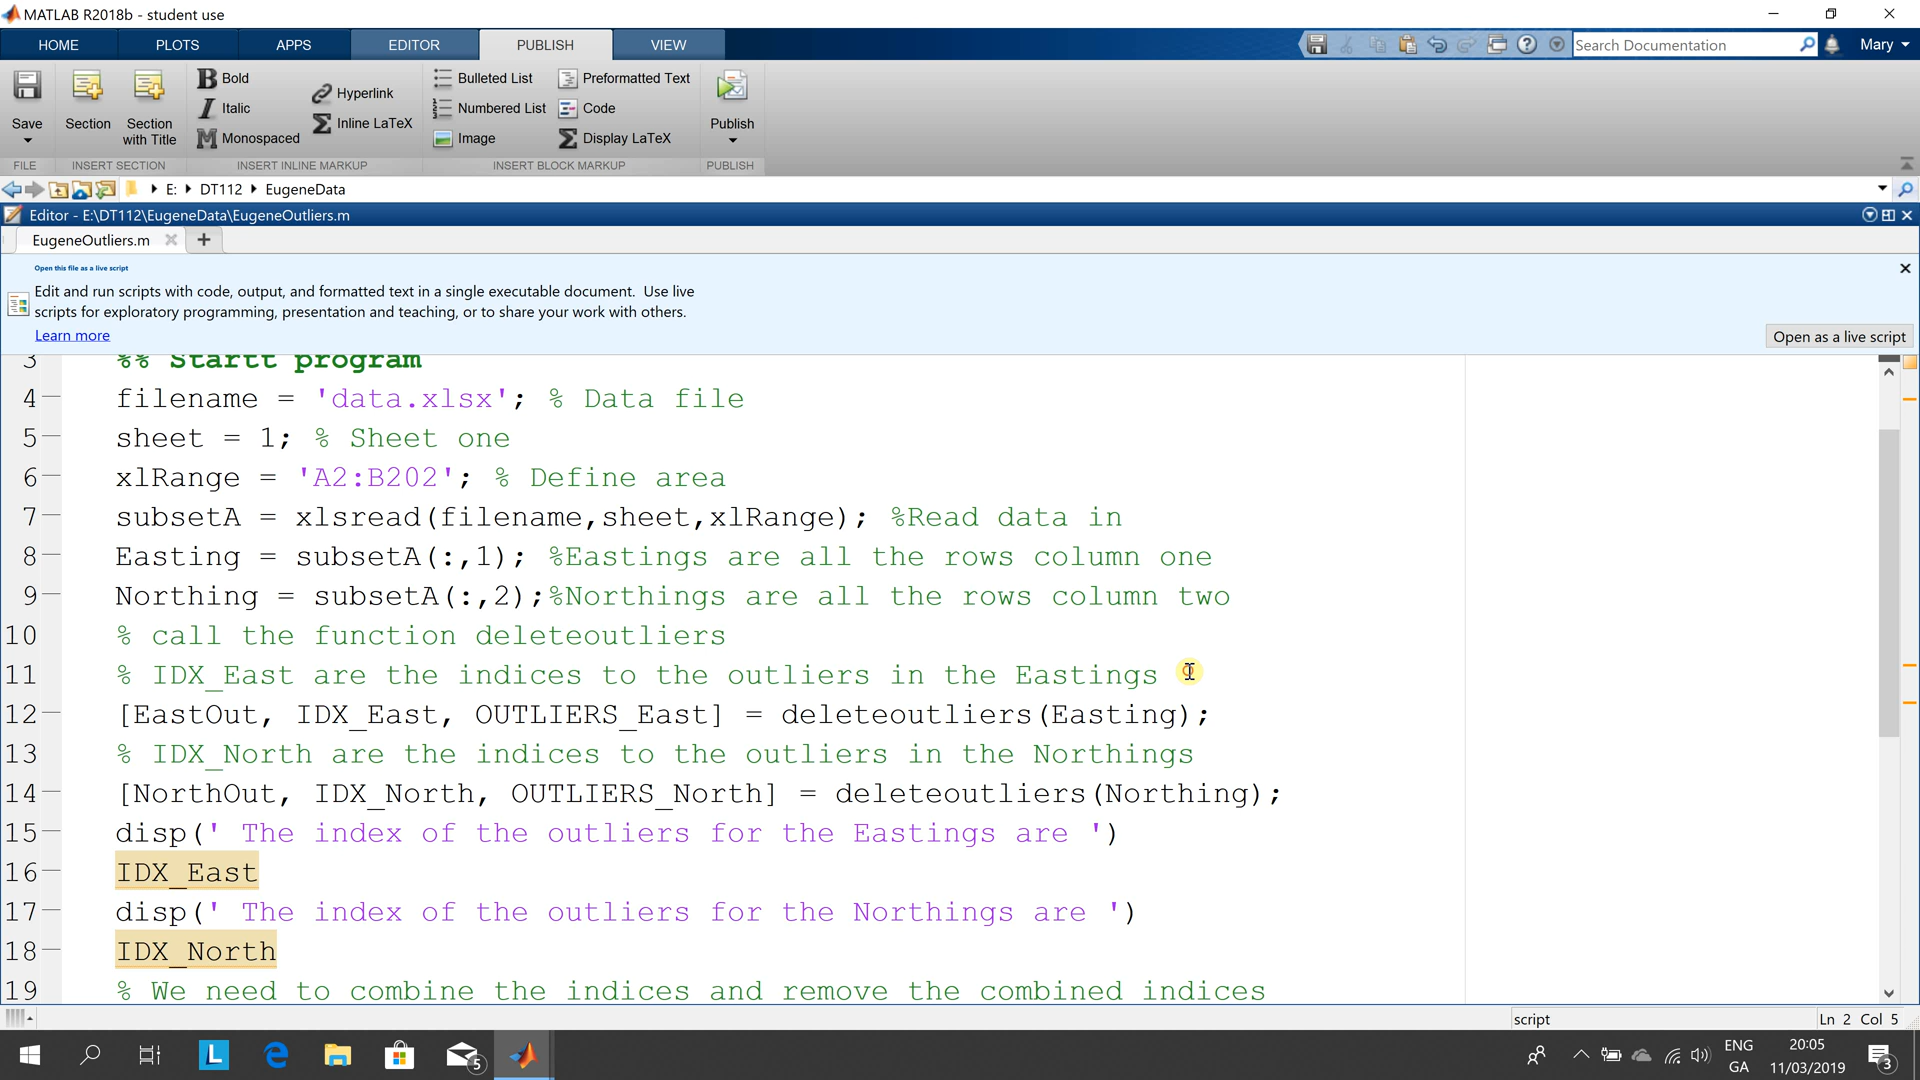 MATLAB R2018b - student use
HOME PLOTS APPS EDITOR PUBLISH VIEW
Search Documentation
Mary
Save
Section
Section with Title
Bold
Italic
Monospaced
Hyperlink
Inline LaTeX
Bulleted List
Numbered List
Image
Preformatted Text
Code
Display LaTeX
Publish
FILE INSERT SECTION INSERT INLINE MARKUP INSERT BLOCK MARKUP PUBLISH
E: DT112 EugeneData
Editor - E:\DT112\EugeneData\EugeneOutliers.m
EugeneOutliers.m
Open this file as a live script
Edit and run scripts with code, output, and formatted text in a single executable document. Use live
scripts for exploratory programming, presentation and teaching, or to share your work with others.
Learn more
Open as a live script
3 %% Startt program
4 filename = 'data.xlsx'; % Data file
5 sheet = 1; % Sheet one
6 xlRange = 'A2:B202'; % Define area
7 subsetA = xlsread(filename,sheet,xlRange); %Read data in
8 Easting = subsetA(:,1); %Eastings are all the rows column one
9 Northing = subsetA(:,2);%Northings are all the rows column two
10 % call the function deleteoutliers
11 % IDX_East are the indices to the outliers in the Eastings
12 [EastOut, IDX_East, OUTLIERS_East] = deleteoutliers(Easting);
13 % IDX_North are the indices to the outliers in the Northings
14 [NorthOut, IDX_North, OUTLIERS_North] = deleteoutliers(Northing);
15 disp(' The index of the outliers for the Eastings are ')
16 IDX_East
17 disp(' The index of the outliers for the Northings are ')
18 IDX_North
19 % We need to combine the indices and remove the combined indices
script Ln 2 Col 5
L
5
ENG
GA
20:05
11/03/2019
3